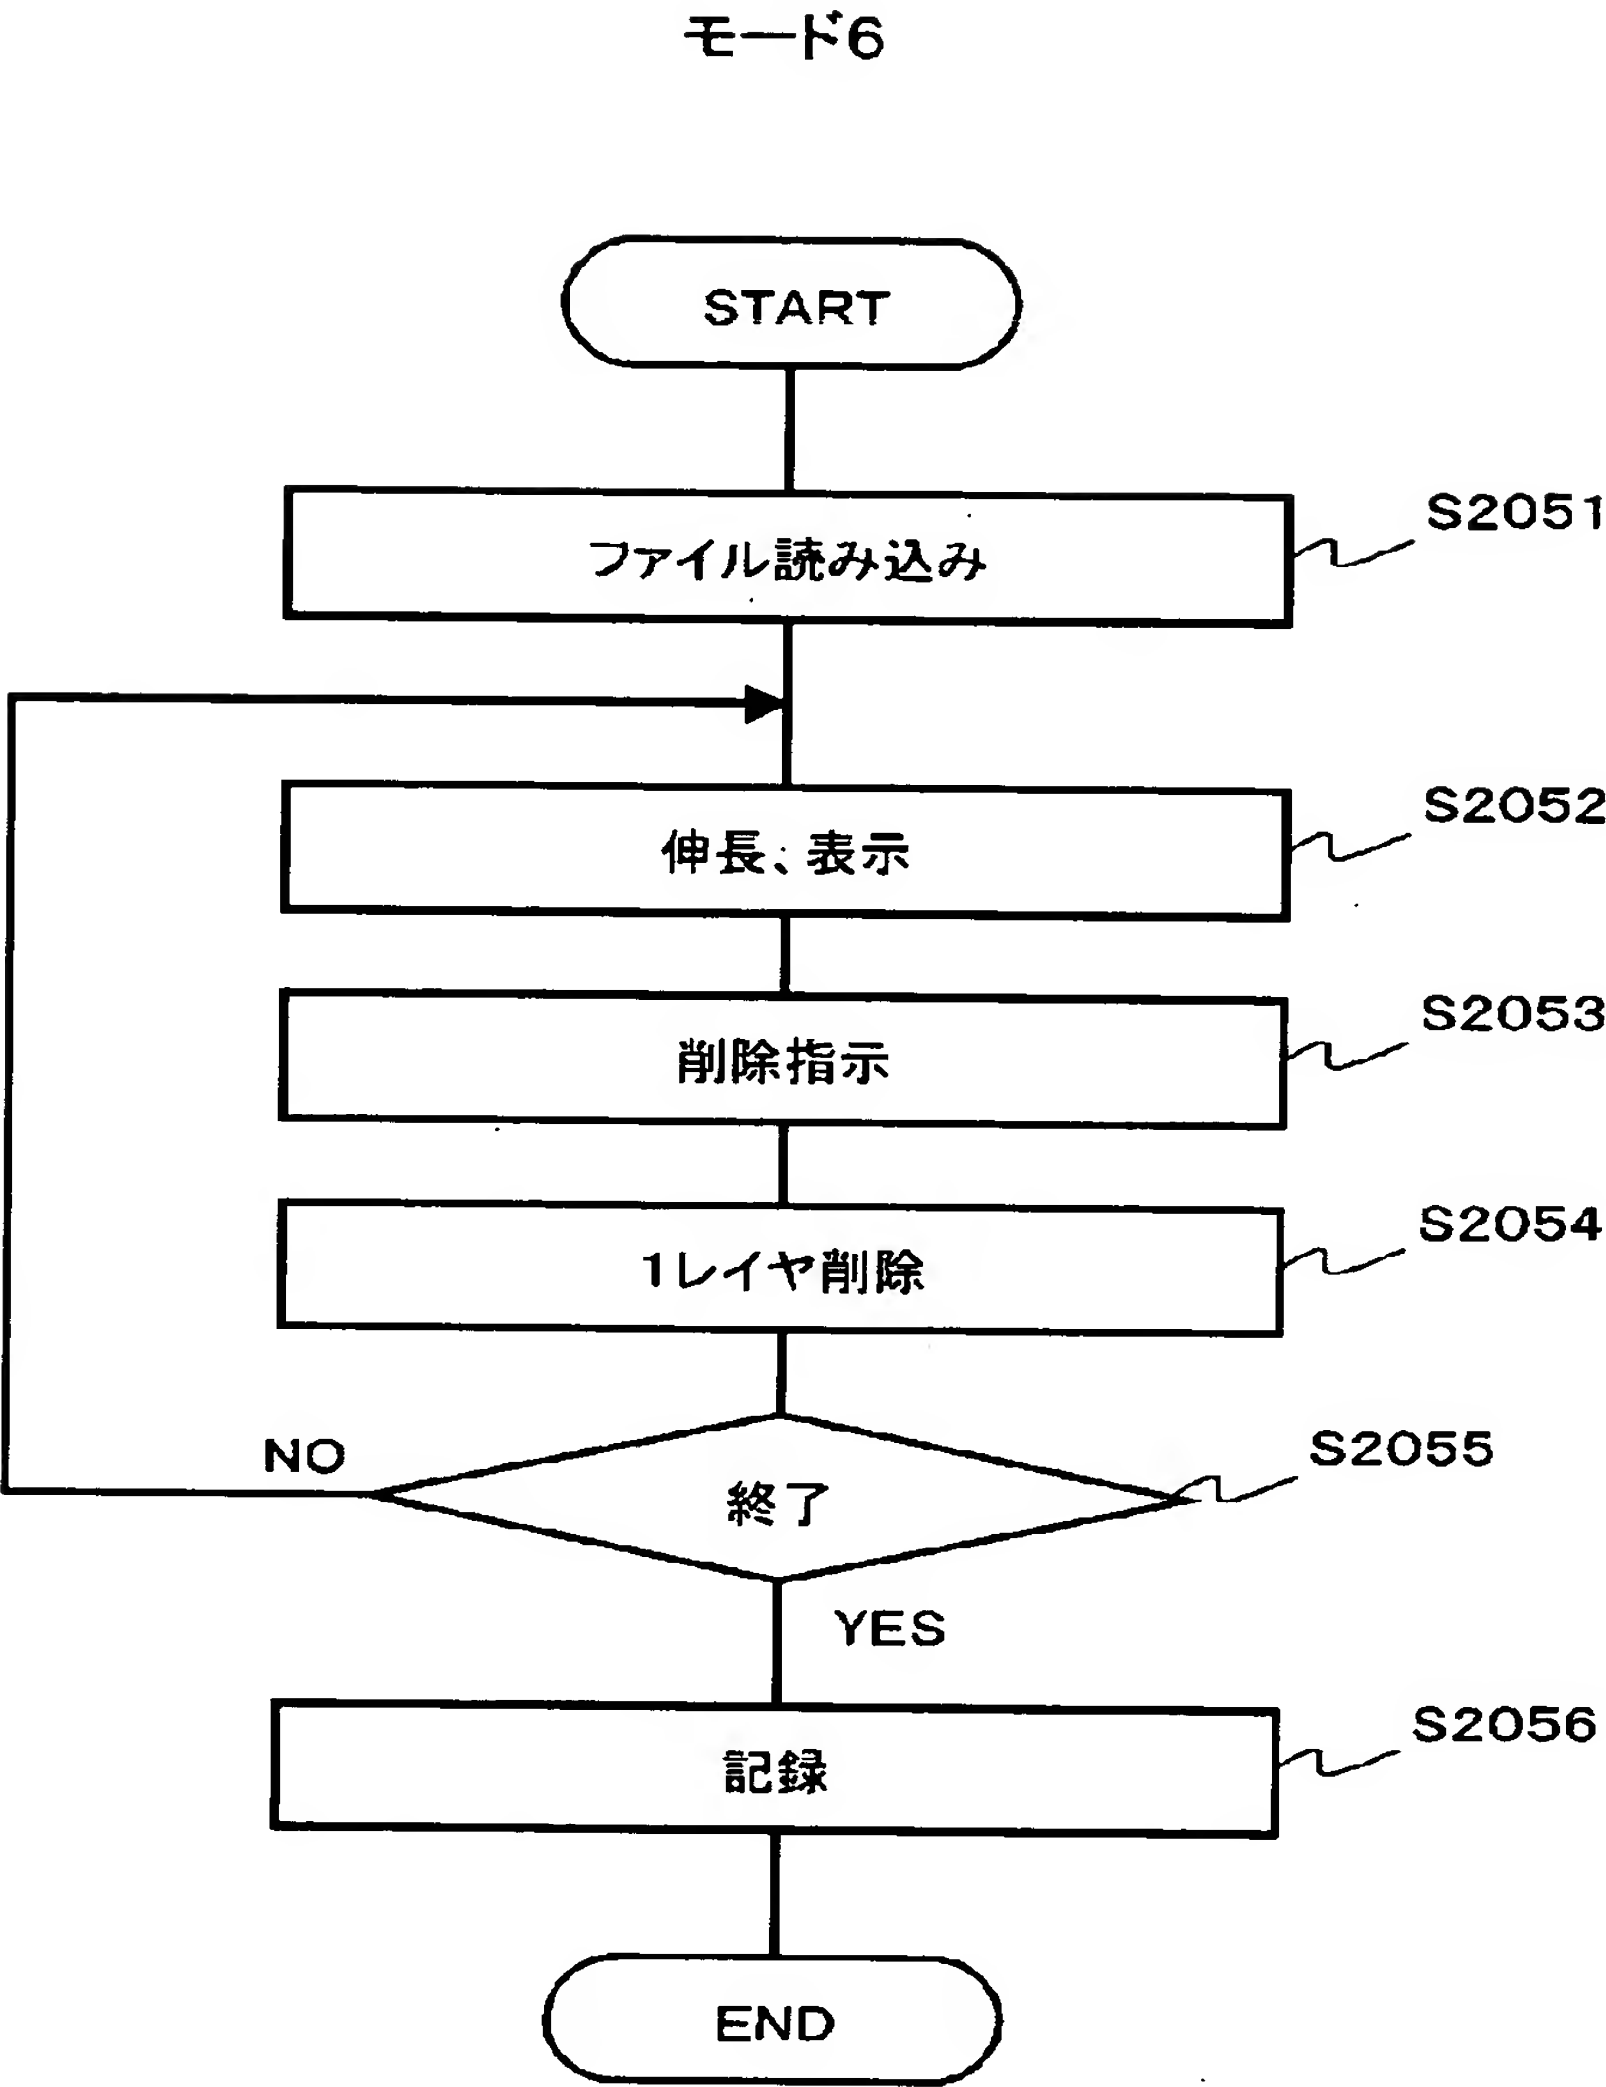 モード6
START
ファイル読み込み
S2051
伸長、表示
S2052
削除指示
S2053
1レイヤ削除
S2054
NO
終了
S2055
YES
記録
S2056
END